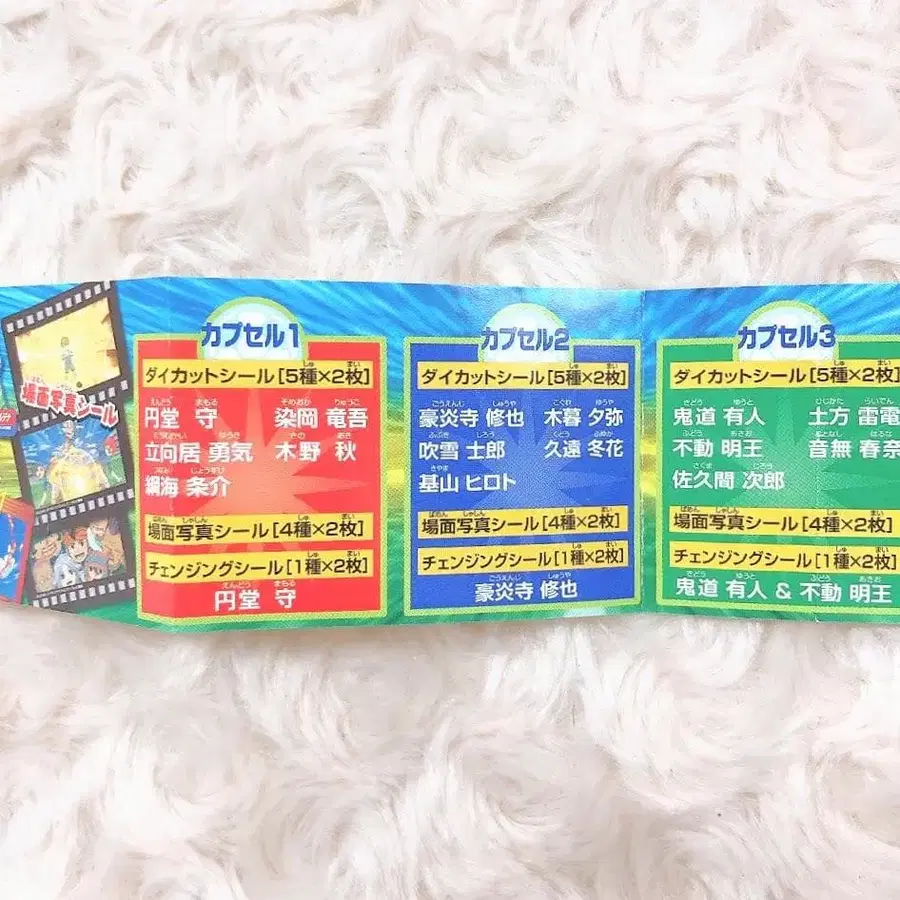 場面写真シール
カプセル1
ダイカットシール[5種×2枚]
円堂 守 染岡 竜吾
立向居 勇気 木野 秋
綱海 条介
場面写真シール[4種×2枚]
チェンジングシール[1種×2枚]
円堂 守
カプセル2
ダイカットシール[5種×2枚]
豪炎寺 修也 木暮 夕弥
吹雪 士郎 久遠 冬花
基山 ヒロト
場面写真シール[4種×2枚]
チェンジングシール[1種×2枚]
豪炎寺 修也
カプセル3
ダイカットシール[5種×2枚]
鬼道 有人 土方 雷電
不動 明王 音無 春奈
佐久間 次郎
場面写真シール[4種×2枚]
チェンジングシール[1種×2枚]
鬼道 有人 & 不動 明王